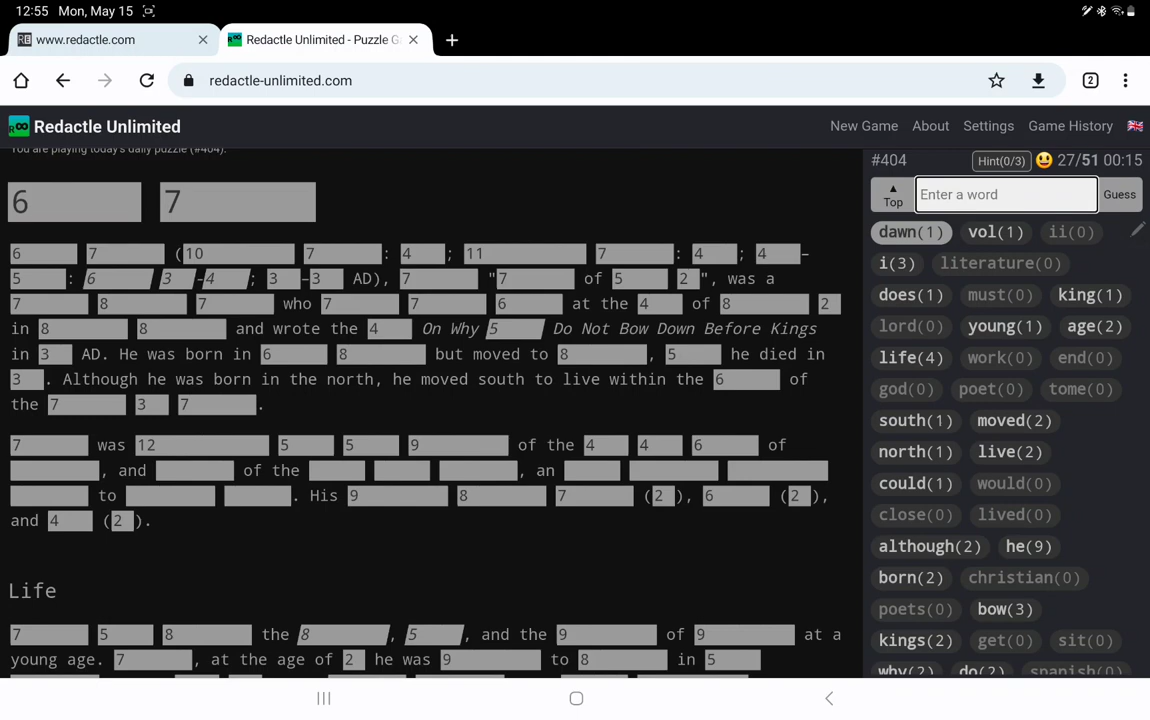 12:55 Mon, May 15
www.redactle.com Redactle Unlimited - Puzzle G
redactle-unlimited.com
Redactle Unlimited New Game About Settings Game History
You are playing today's daily puzzle (#404).
#404 Hint(0/3) 27/51 00:15
Top Enter a word Guess
6 7
6 7 (10 7: 4; 11 7: 4; 4-
5: 6 3-4; 3-3 AD), 7 "7 of 5 2", was a
7 8 7 who 7 7 6 at the 4 of 8 2
in 8 8 and wrote the 4 On Why 5 Do Not Bow Down Before Kings
in 3 AD. He was born in 6 8 but moved to 8, 5 he died in
3. Although he was born in the north, he moved south to live within the 6 of
the 7 3 7.
7 was 12 5 5 9 of the 4 4 6 of
, and of the , an
to . His 9 8 7 (2), 6 (2),
and 4 (2).
Life
7 5 8 the 8, 5, and the 9 of 9 at a
young age. 7, at the age of 2 he was 9 to 8 in 5
dawn(1) vol(1) ii(0)
i(3) literature(0)
does(1) must(0) king(1)
lord(0) young(1) age(2)
life(4) work(0) end(0)
god(0) poet(0) tome(0)
south(1) moved(2)
north(1) live(2)
could(1) would(0)
close(0) lived(0)
although(2) he(9)
born(2) christian(0)
poets(0) bow(3)
kings(2) get(0) sit(0)
why(2) do(2) spanish(0)